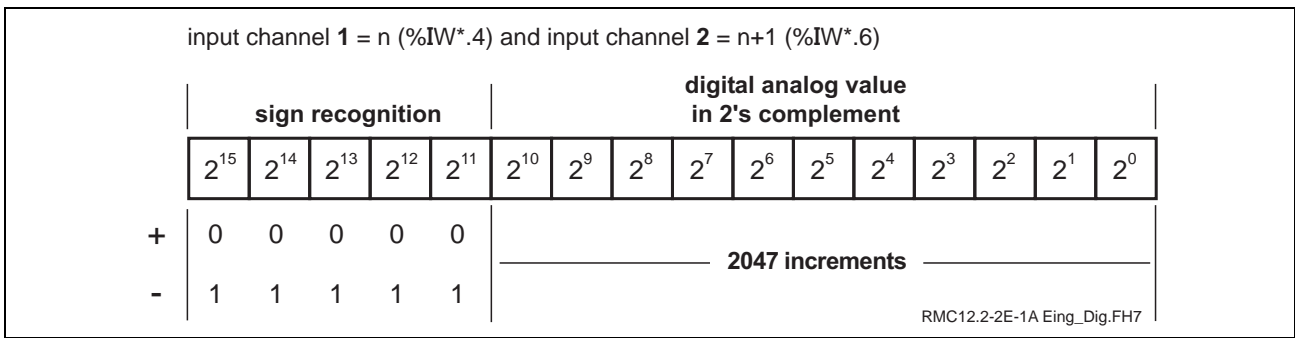 input channel 1 = n (%IW*.4) and input channel 2 = n+1 (%IW*.6)
digital analog value
sign recognition in 2's complement
2^15 2^14 2^13 2^12 2^11 2^10 2^9 2^8 2^7 2^6 2^5 2^4 2^3 2^2 2^1 2^0
+ 0 0 0 0 0
2047 increments
- 1 1 1 1 1
RMC12.2-2E-1A Eing_Dig.FH7